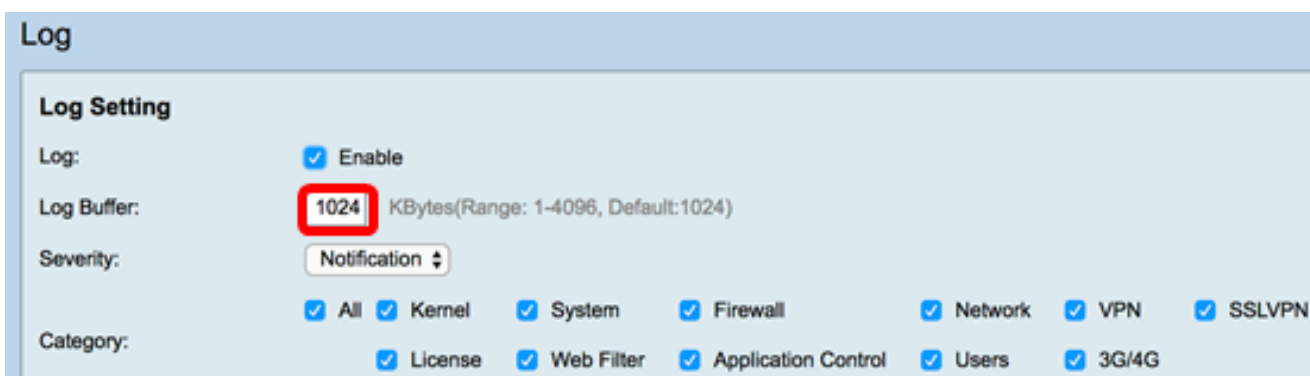 Log
Log Setting
Log: Enable
Log Buffer: 1024 KBytes(Range: 1-4096, Default:1024)
Severity: Notification
All Kernel System Firewall Network VPN SSLVPN
Category:
License Web Filter Application Control Users 3G/4G